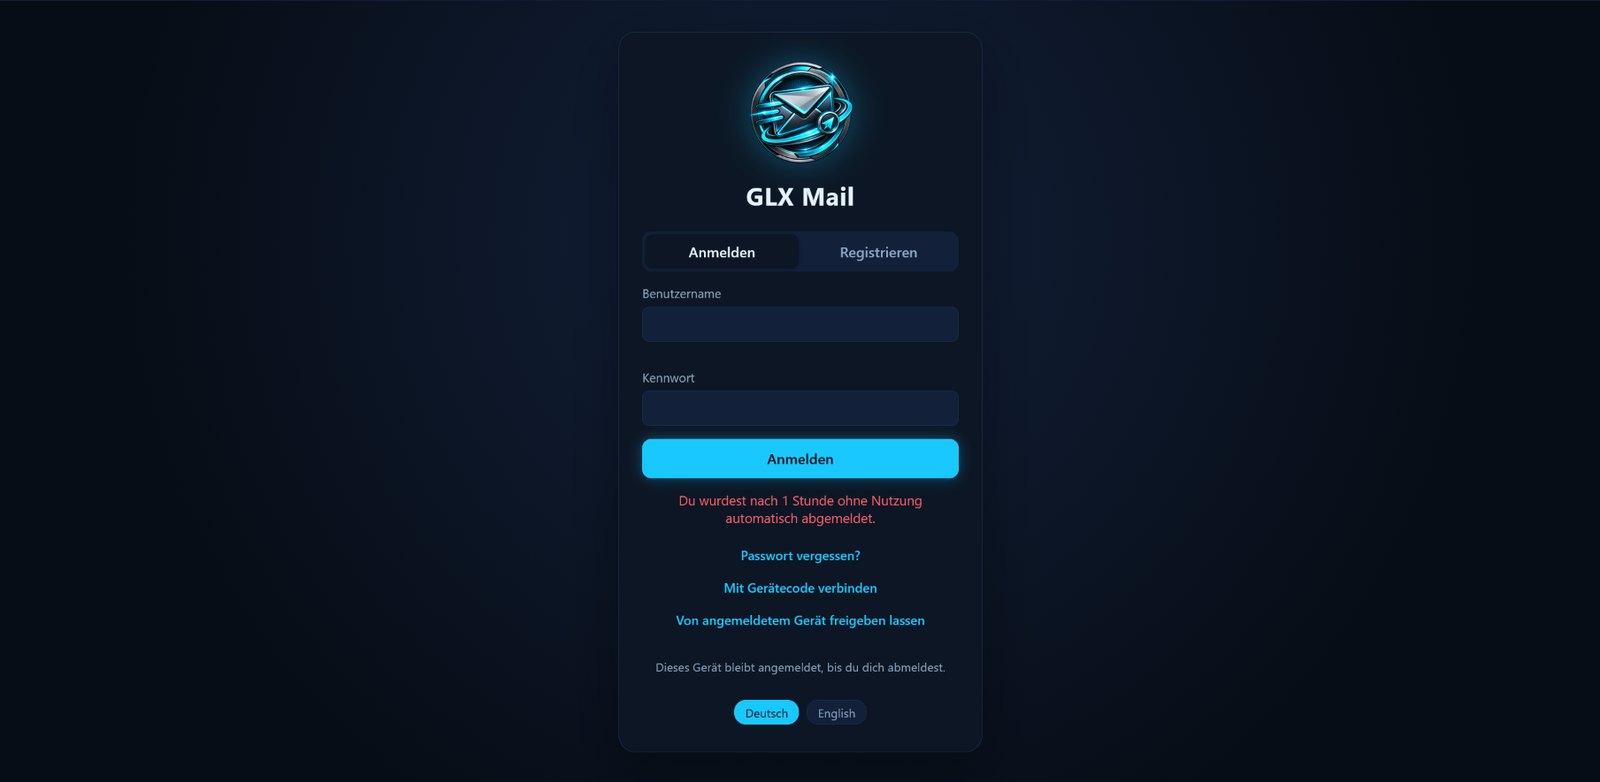 GLX Mail
Anmelden
Registrieren
Benutzername
Kennwort
Anmelden
Du wurdest nach 1 Stunde ohne Nutzung
automatisch abgemeldet.
Passwort vergessen?
Mit Gerätecode verbinden
Von angemeldetem Gerät freigeben lassen
Dieses Gerät bleibt angemeldet, bis du dich abmeldest.
Deutsch
English